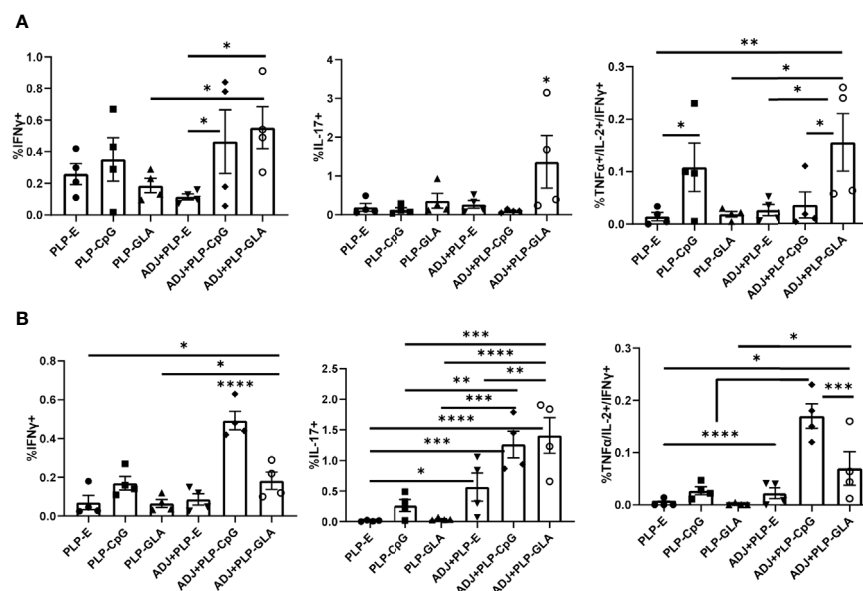 A
%IFNγ+
1.0
0.8
0.6
0.4
0.2
0.0
*
*
*
PLP-E
PLP-CpG
PLP-GLA
ADJ+PLP-E
ADJ+PLP-CpG
ADJ+PLP-GLA
%IL-17+
4
3
2
1
0
*
PLP-E
PLP-CpG
PLP-GLA
ADJ+PLP-E
ADJ+PLP-CpG
ADJ+PLP-GLA
%TNFα+/IL-2+/IFNγ+
0.3
0.2
0.1
0.0
**
*
*
*
*
PLP-E
PLP-CpG
PLP-GLA
ADJ+PLP-E
ADJ+PLP-CpG
ADJ+PLP-GLA
B
%IFNγ+
0.8
0.6
0.4
0.2
0.0
*
*
****
PLP-E
PLP-CpG
PLP-GLA
ADJ+PLP-E
ADJ+PLP-CpG
ADJ+PLP-GLA
%IL-17+
2.5
2.0
1.5
1.0
0.5
0.0
***
****
**
**
***
****
***
*
PLP-E
PLP-CpG
PLP-GLA
ADJ+PLP-E
ADJ+PLP-CpG
ADJ+PLP-GLA
%TNFα/IL-2+/IFNγ+
0.3
0.2
0.1
0.0
*
*
***
****
PLP-E
PLP-CpG
PLP-GLA
ADJ+PLP-E
ADJ+PLP-CpG
ADJ+PLP-GLA